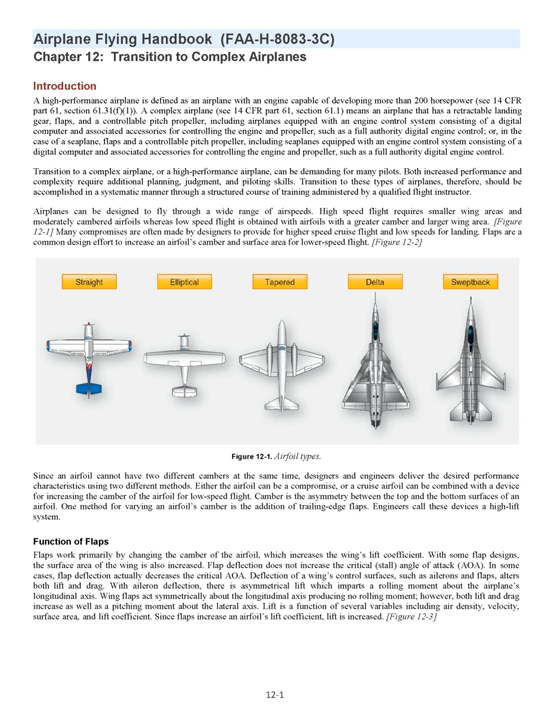 Airplane Flying Handbook (FAA-H-8083-3C)
Chapter 12: Transition to Complex Airplanes
Introduction
A high-performance airplane is defined as an airplane with an engine capable of developing more than 200 horsepower (see 14 CFR
part 61, section 61.31(f)(1)). A complex airplane (see 14 CFR part 61, section 61.1) means an airplane that has a retractable landing
gear, flaps, and a controllable pitch propeller, including airplanes equipped with an engine control system consisting of a digital
computer and associated accessories for controlling the engine and propeller, such as a full authority digital engine control; or, in the
case of a seaplane, flaps and a controllable pitch propeller, including seaplanes equipped with an engine control system consisting of a
digital computer and associated accessories for controlling the engine and propeller, such as a full authority digital engine control.
Transition to a complex airplane, or a high-performance airplane, can be demanding for many pilots. Both increased performance and
complexity require additional planning, judgment, and piloting skills. Transition to these types of airplanes, therefore, should be
accomplished in a systematic manner through a structured course of training administered by a qualified flight instructor.
Airplanes can be designed to fly through a wide range of airspeeds. High speed flight requires smaller wing areas and
moderately cambered airfoils whereas low speed flight is obtained with airfoils with a greater camber and larger wing area. [Figure
12-1] Many compromises are often made by designers to provide for higher speed cruise flight and low speeds for landing. Flaps are a
common design effort to increase an airfoil's camber and surface area for lower-speed flight. [Figure 12-2]
Straight Elliptical Tapered Delta Sweptback
Figure 12-1. Airfoil types.
Since an airfoil cannot have two different cambers at the same time, designers and engineers deliver the desired performance
characteristics using two different methods. Either the airfoil can be a compromise, or a cruise airfoil can be combined with a device
for increasing the camber of the airfoil for low-speed flight. Camber is the asymmetry between the top and the bottom surfaces of an
airfoil. One method for varying an airfoil's camber is the addition of trailing-edge flaps. Engineers call these devices a high-lift
system.
Function of Flaps
Flaps work primarily by changing the camber of the airfoil, which increases the wing's lift coefficient. With some flap designs,
the surface area of the wing is also increased. Flap deflection does not increase the critical (stall) angle of attack (AOA). In some
cases, flap deflection actually decreases the critical AOA. Deflection of a wing's control surfaces, such as ailerons and flaps, alters
both lift and drag. With aileron deflection, there is asymmetrical lift which imparts a rolling moment about the airplane's
longitudinal axis. Wing flaps act symmetrically about the longitudinal axis producing no rolling moment; however, both lift and drag
increase as well as a pitching moment about the lateral axis. Lift is a function of several variables including air density, velocity,
surface area, and lift coefficient. Since flaps increase an airfoil's lift coefficient, lift is increased. [Figure 12-3]
12-1